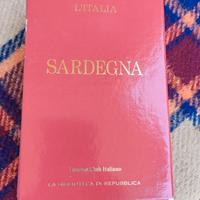 L'ITALIA
SARDEGNA
Touring Club Italiano
LA BIBLIOTECA DI REPUBBLICA